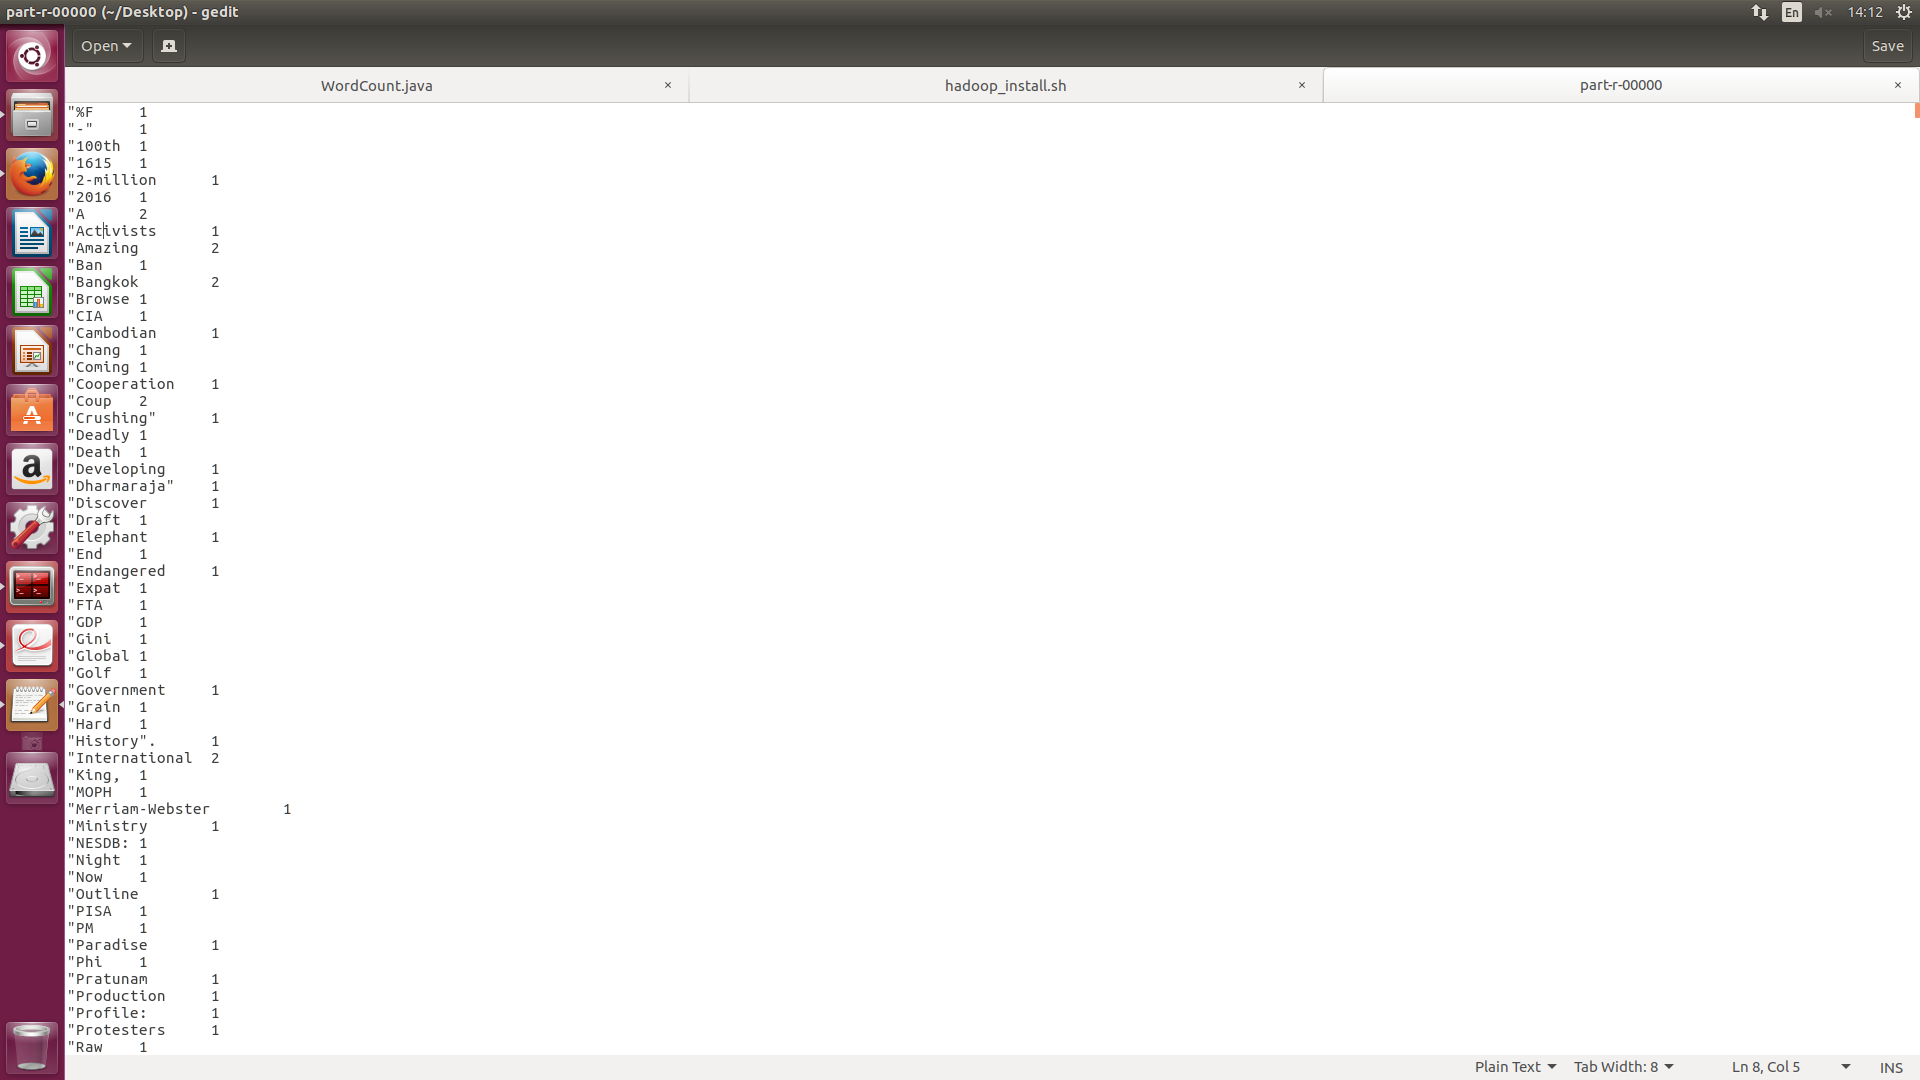 part-r-00000 (~/Desktop) - gedit
En
14:12
Open
Save
WordCount.java
hadoop_install.sh
part-r-00000
"%F 1
"-" 1
"100th 1
"1615 1
"2-million 1
"2016 1
"A 2
"Activists 1
"Amazing 2
"Ban 1
"Bangkok 2
"Browse 1
"CIA 1
"Cambodian 1
"Chang 1
"Coming 1
"Cooperation 1
"Coup 2
"Crushing" 1
"Deadly 1
"Death 1
"Developing 1
"Dharmaraja" 1
"Discover 1
"Draft 1
"Elephant 1
"End 1
"Endangered 1
"Expat 1
"FTA 1
"GDP 1
"Gini 1
"Global 1
"Golf 1
"Government 1
"Grain 1
"Hard 1
"History". 1
"International 2
"King, 1
"MOPH 1
"Merriam-Webster 1
"Ministry 1
"NESDB: 1
"Night 1
"Now 1
"Outline 1
"PISA 1
"PM 1
"Paradise 1
"Phi 1
"Pratunam 1
"Production 1
"Profile: 1
"Protesters 1
"Raw 1
Plain Text Tab Width: 8 Ln 8, Col 5 INS